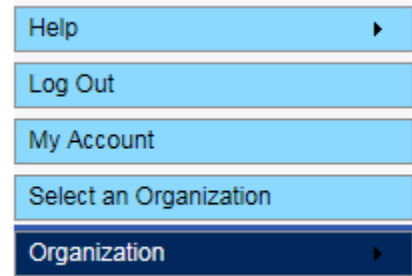 Help
Log Out
My Account
Select an Organization
Organization